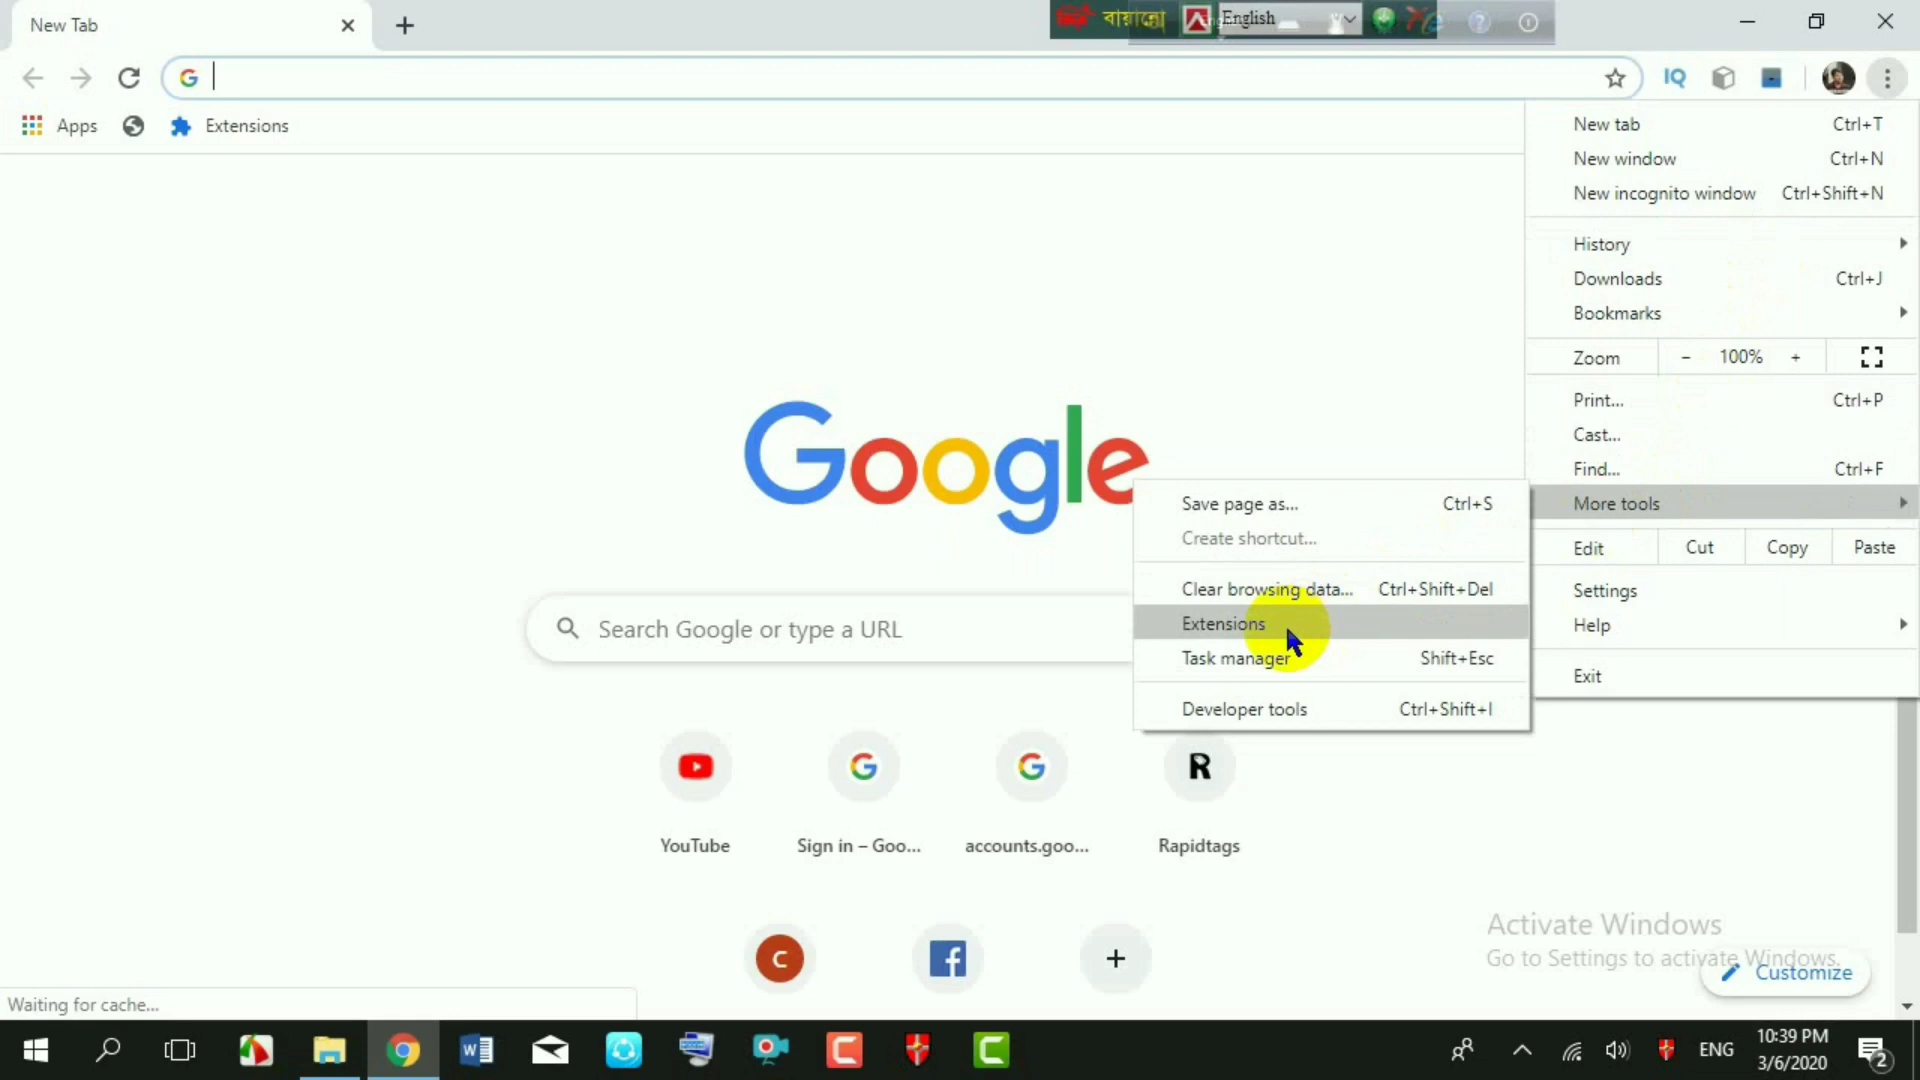 New Tab
বায়ান্নো
English
IQ
Apps
Extensions
New tab Ctrl+T
New window Ctrl+N
New incognito window Ctrl+Shift+N
History
Downloads Ctrl+J
Bookmarks
Zoom - 100% +
Print... Ctrl+P
Cast...
Find... Ctrl+F
More tools
Edit Cut Copy Paste
Settings
Help
Exit
Google
Save page as... Ctrl+S
Create shortcut...
Clear browsing data... Ctrl+Shift+Del
Extensions
Task manager Shift+Esc
Developer tools Ctrl+Shift+I
Search Google or type a URL
YouTube
Sign in – Goo...
accounts.goo...
R
Rapidtags
C
Activate Windows
Go to Settings to activate Windows.
Customize
Waiting for cache...
ENG
10:39 PM
3/6/2020
2